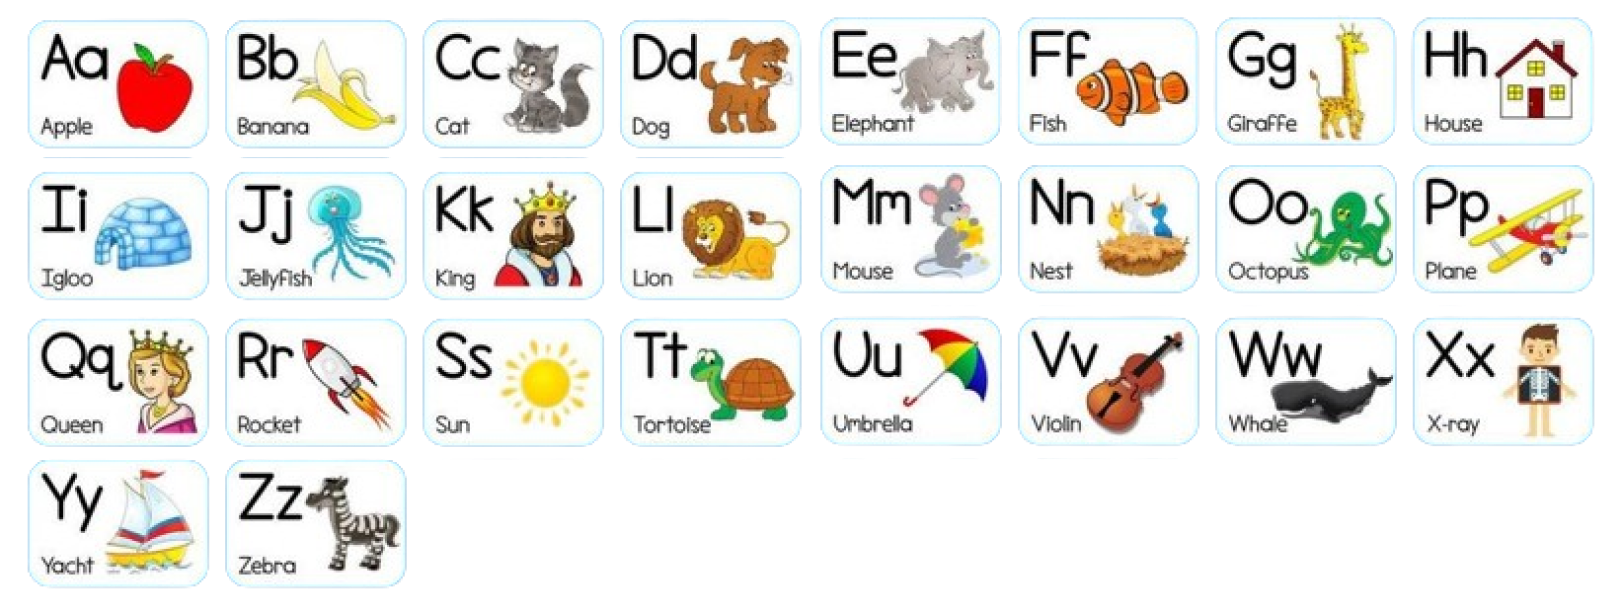 Aa
Apple
Bb
Banana
Cc
Cat
Dd
Dog
Ee
Elephant
Ff
Fish
Gg
Giraffe
Hh
House
Ii
Igloo
Jj
Jellyfish
Kk
King
Ll
Lion
Mm
Mouse
Nn
Nest
Oo
Octopus
Pp
Plane
Qq
Queen
Rr
Rocket
Ss
Sun
Tt
Tortoise
Uu
Umbrella
Vv
Violin
Ww
Whale
Xx
X-ray
Yy
Yacht
Zz
Zebra